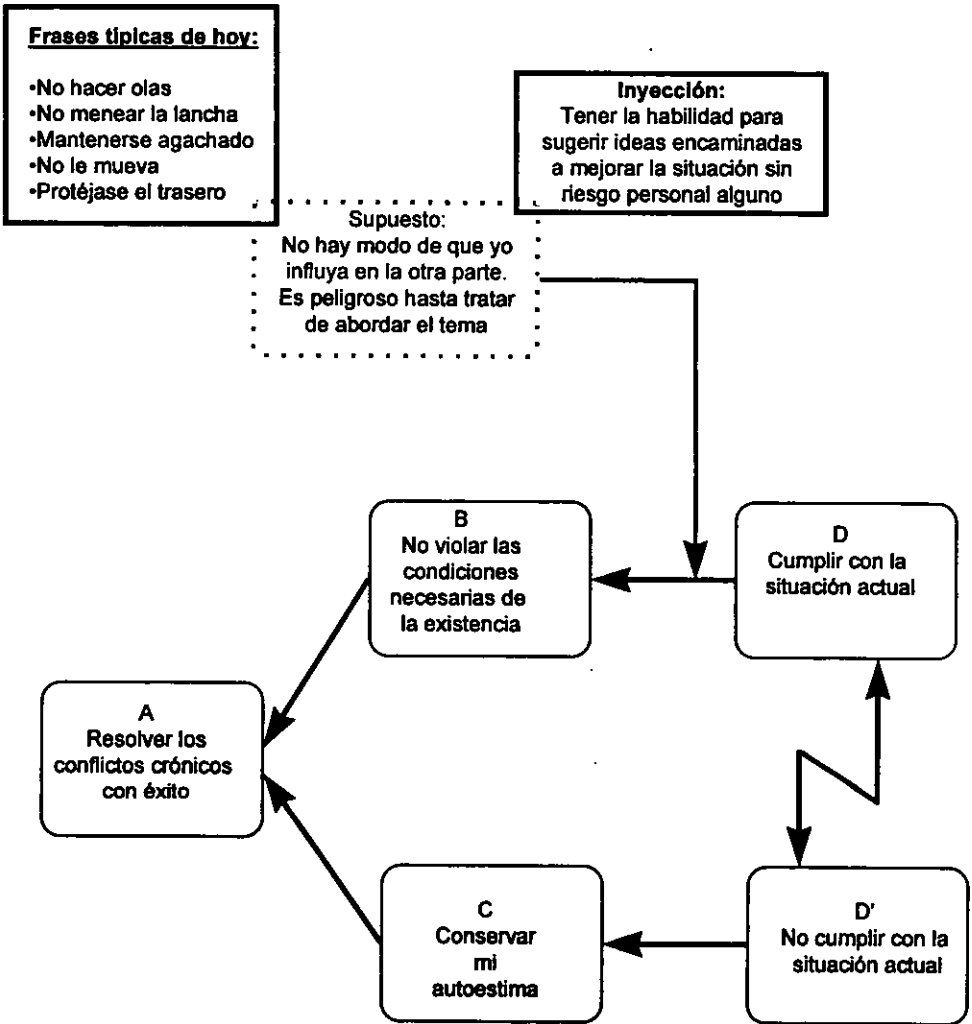 Frases típicas de hoy:
•No hacer olas
•No menear la lancha
•Mantenerse agachado
•No le mueva
•Protéjase el trasero
Inyección:
Tener la habilidad para
sugerir ideas encaminadas
a mejorar la situación sin
riesgo personal alguno
Supuesto:
No hay modo de que yo
influya en la otra parte.
Es peligroso hasta tratar
de abordar el tema
B
No violar las
condiciones
necesarias de
la existencia
D
Cumplir con la
situación actual
A
Resolver los
conflictos crónicos
con éxito
C
Conservar
mi
autoestima
D'
No cumplir con la
situación actual